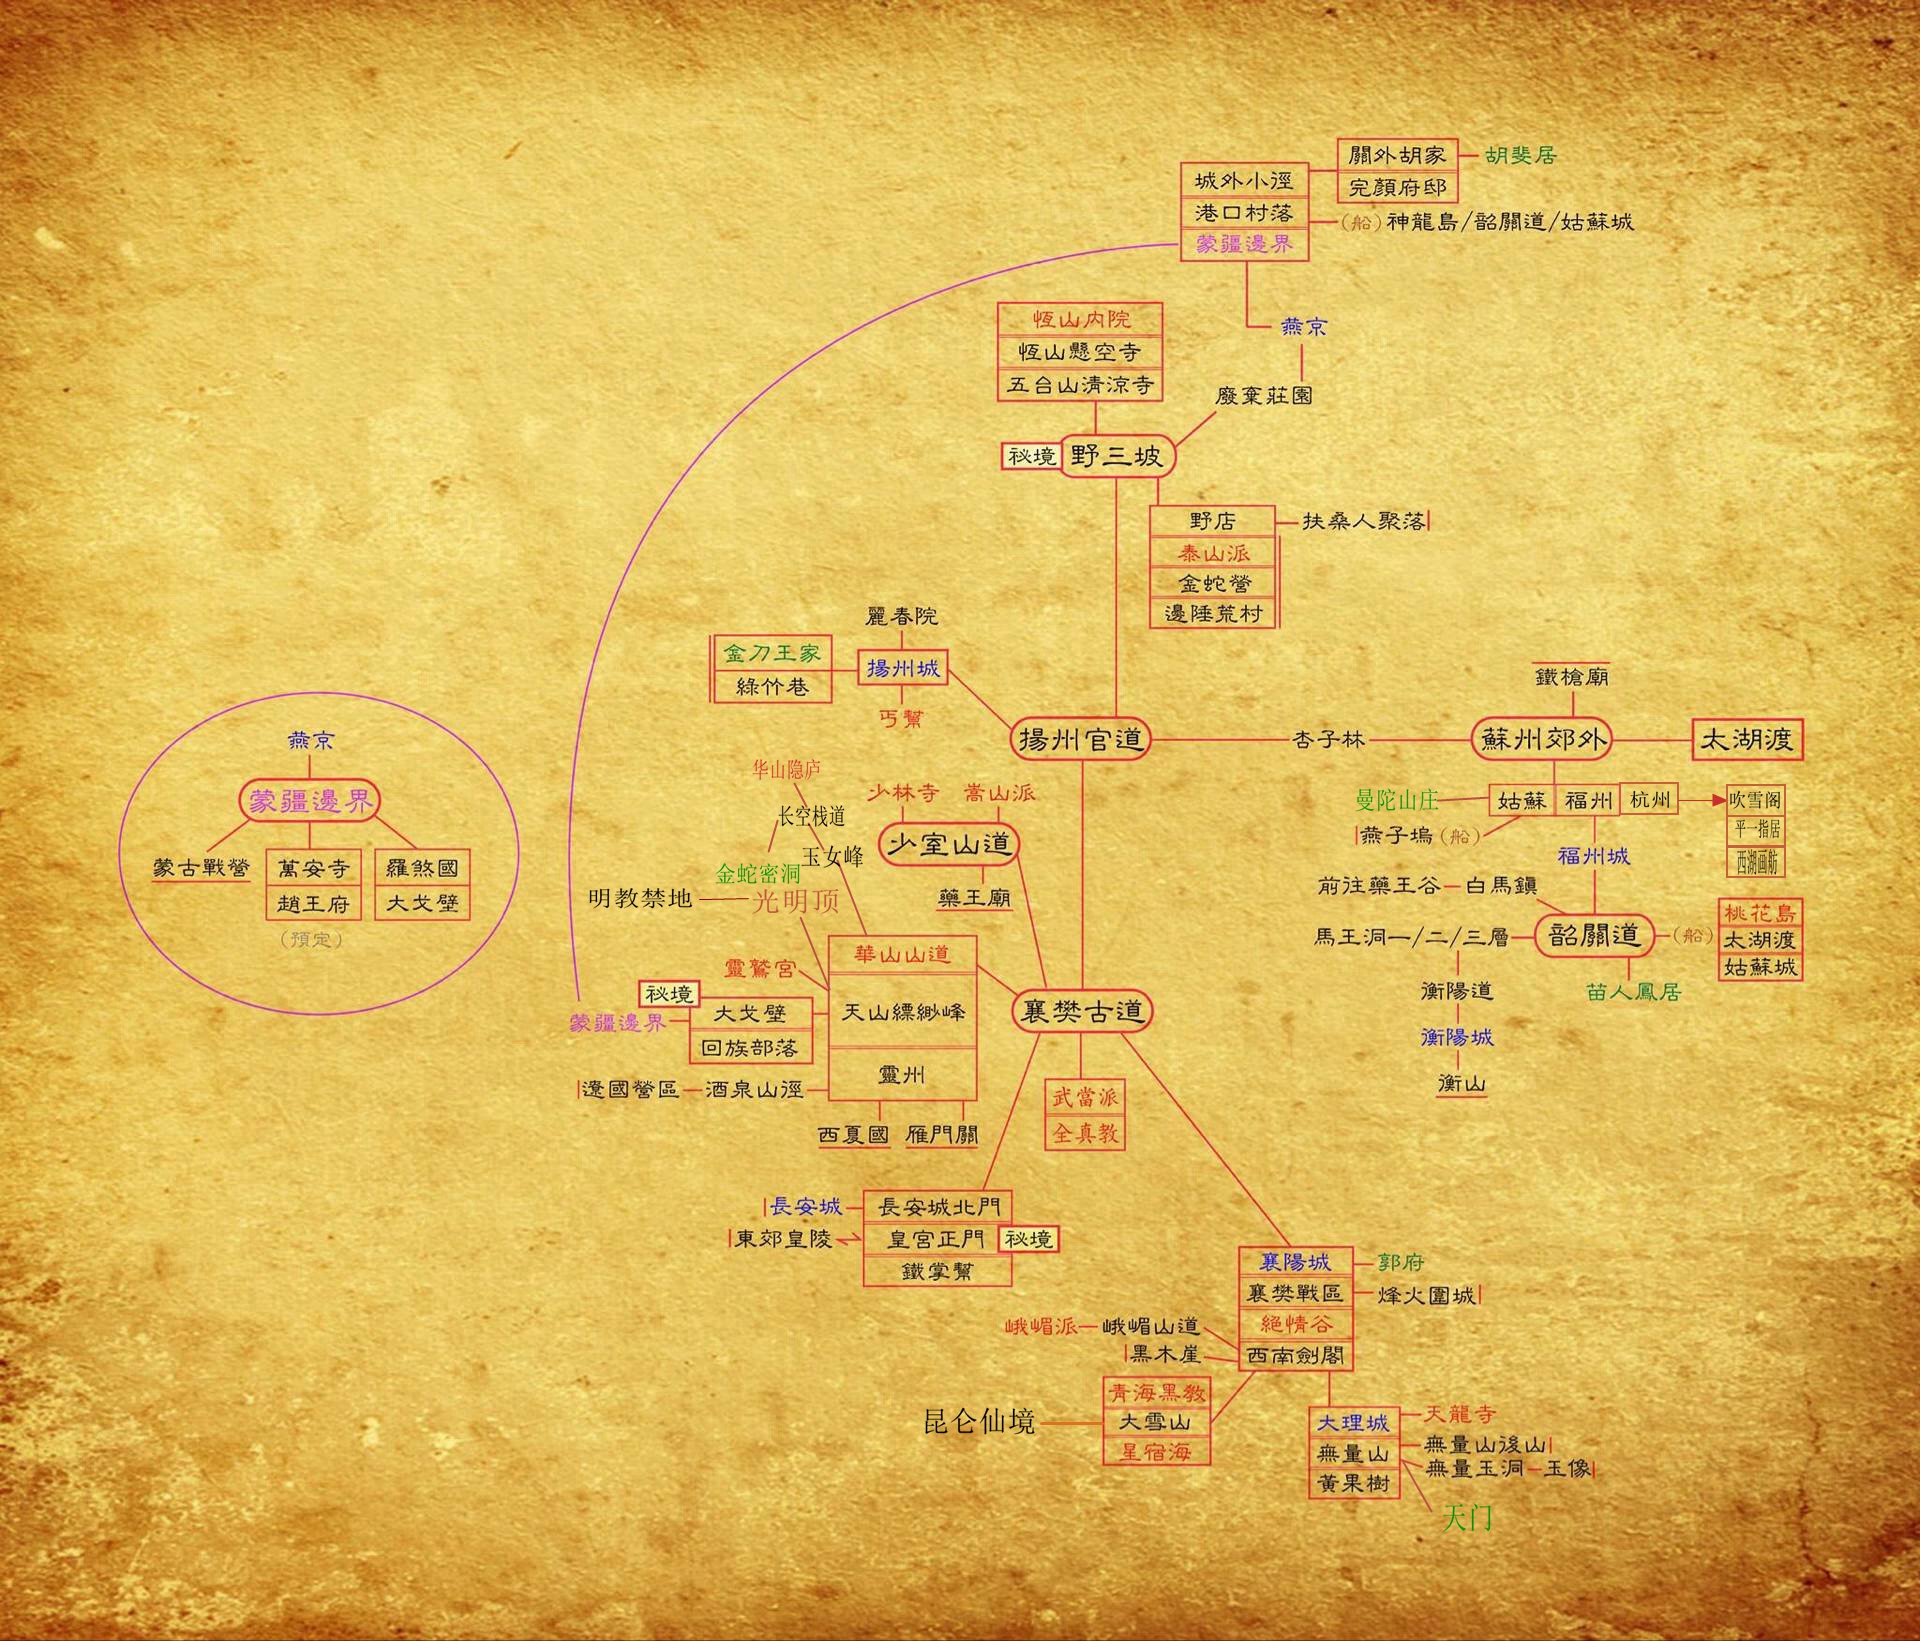 關外胡家 胡斐居
完顏府邸
城外小徑
港口村落 (船)神龍島/韶關道/姑蘇城
蒙疆邊界
燕京
恆山內院
恆山懸空寺
五台山清涼寺
廢棄莊園
祕境 野三坡
野店 扶桑人聚落
泰山派
金蛇營
邊陲荒村
麗春院
金刀王家
綠竹巷
揚州城
丐幫
揚州官道 杏子林 蘇州郊外 太湖渡
鐵槍廟
曼陀山庄 姑蘇 福州 杭州 吹雪阁
平一指居
西湖画舫
燕子塢(船)
福州城
前往藥王谷 白馬鎮
馬王洞一/二/三層 韶關道 (船) 桃花島
太湖渡
姑蘇城
苗人鳳居
衡陽道
衡陽城
衡山
燕京
蒙疆邊界
蒙古戰營 萬安寺 羅煞國
趙王府 大戈壁
(預定)
华山隐庐
长空栈道
玉女峰
金蛇密洞
明教禁地 光明顶
少林寺 嵩山派
少室山道
藥王廟
華山山道
靈鷲宮
祕境
大戈壁 天山縹緲峰
蒙疆邊界
回族部落
靈州
遼國營區 酒泉山徑
西夏國 雁門關
襄樊古道
武當派
全真教
長安城 長安城北門
東郊皇陵 皇宮正門 祕境
鐵掌幫
襄陽城 郭府
襄樊戰區 烽火圍城
絕情谷
西南劍閣
峨嵋派 峨嵋山道
黑木崖
青海黑教
昆仑仙境 大雪山
星宿海
大理城 天龍寺
無量山 無量山後山
無量玉洞 玉像
黃果樹
天门